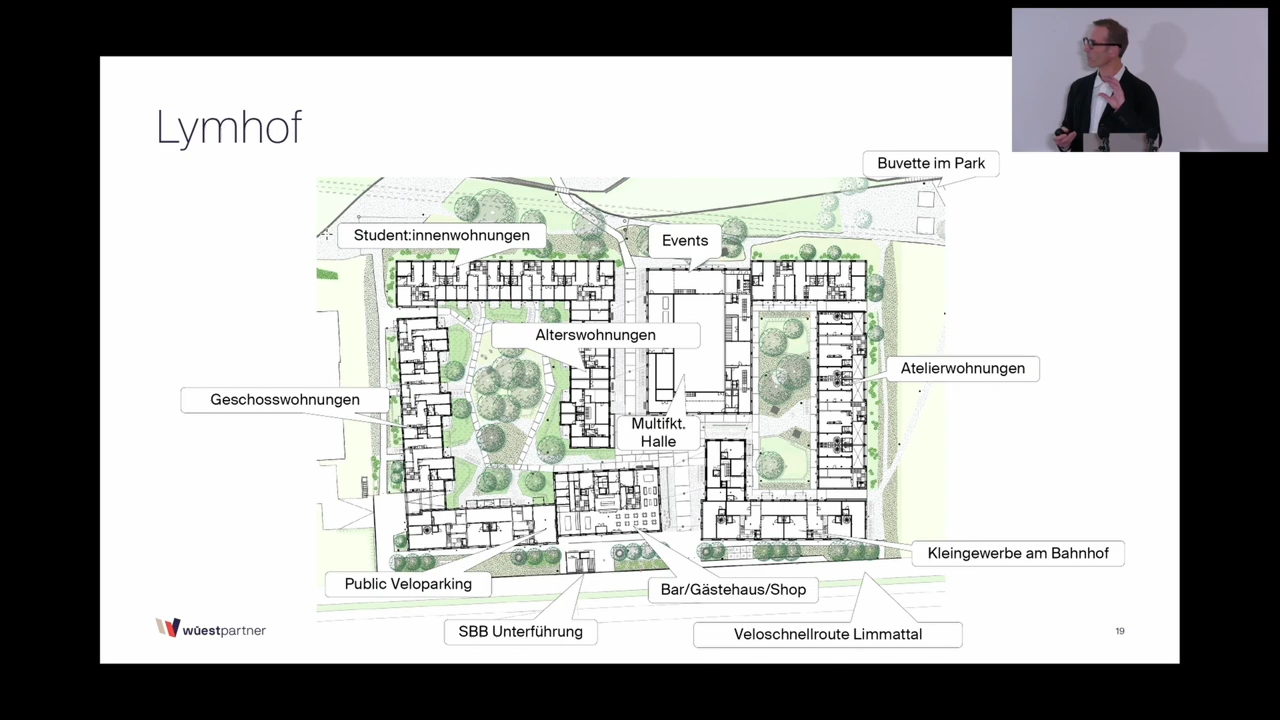 Lymhof
Buvette im Park
Student:innenwohnungen
Events
Alterswohnungen
Atelierwohnungen
Geschosswohnungen
Multifkt.
Halle
Kleingewerbe am Bahnhof
Public Veloparking
Bar/Gästehaus/Shop
SBB Unterführung
Veloschnellroute Limmattal
wüestpartner
19